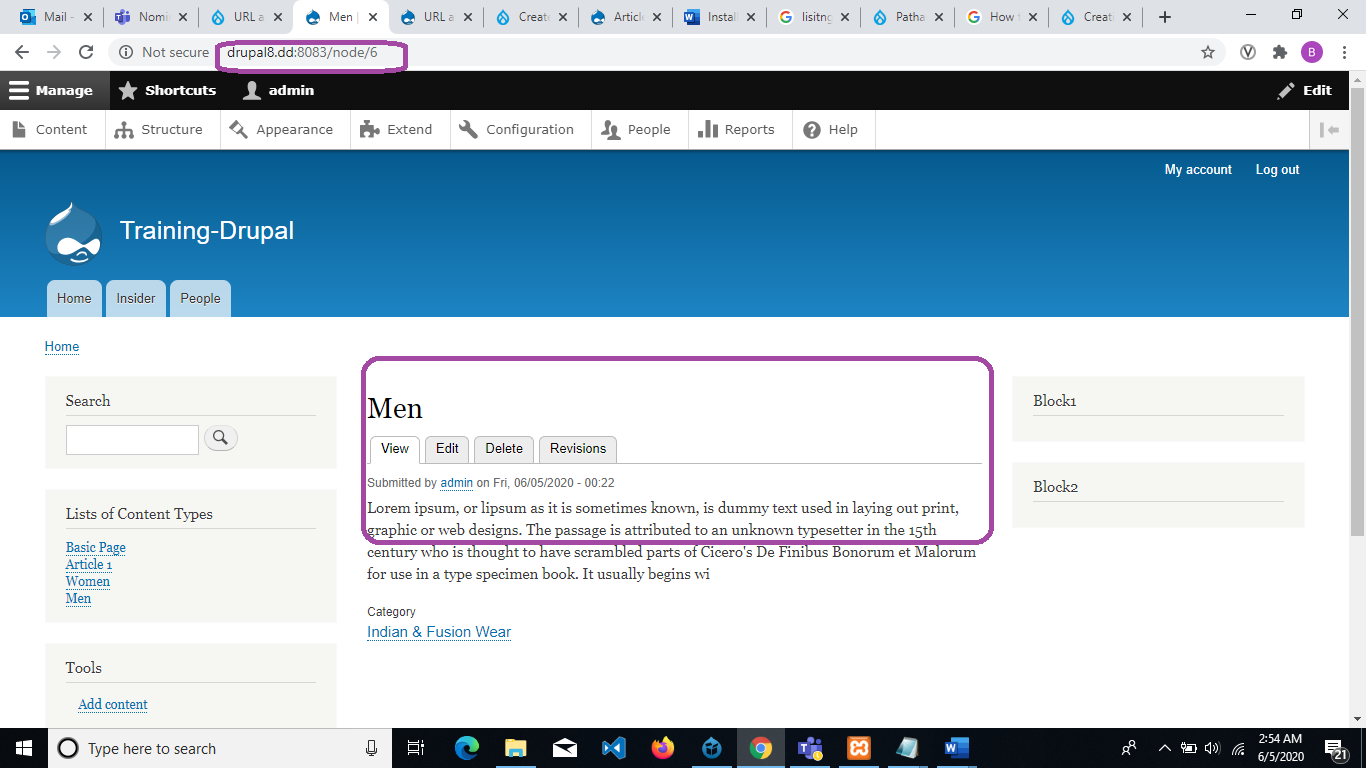 Mail -
Nomin
URL a
Men |
URL a
Create
Article
Install
lisitng
Patha
How t
Create
Not secure
drupal8.dd:8083/node/6
B
Manage
Shortcuts
admin
Edit
Content
Structure
Appearance
Extend
Configuration
People
Reports
Help
My account
Log out
Training-Drupal
Home
Insider
People
Home
Search
Lists of Content Types
Basic Page
Article 1
Women
Men
Tools
Add content
Men
View
Edit
Delete
Revisions
Submitted by admin on Fri, 06/05/2020 - 00:22
Lorem ipsum, or lipsum as it is sometimes known, is dummy text used in laying out print,
graphic or web designs. The passage is attributed to an unknown typesetter in the 15th
century who is thought to have scrambled parts of Cicero's De Finibus Bonorum et Malorum
for use in a type specimen book. It usually begins wi
Category
Indian & Fusion Wear
Block1
Block2
Type here to search
2:54 AM
6/5/2020
21